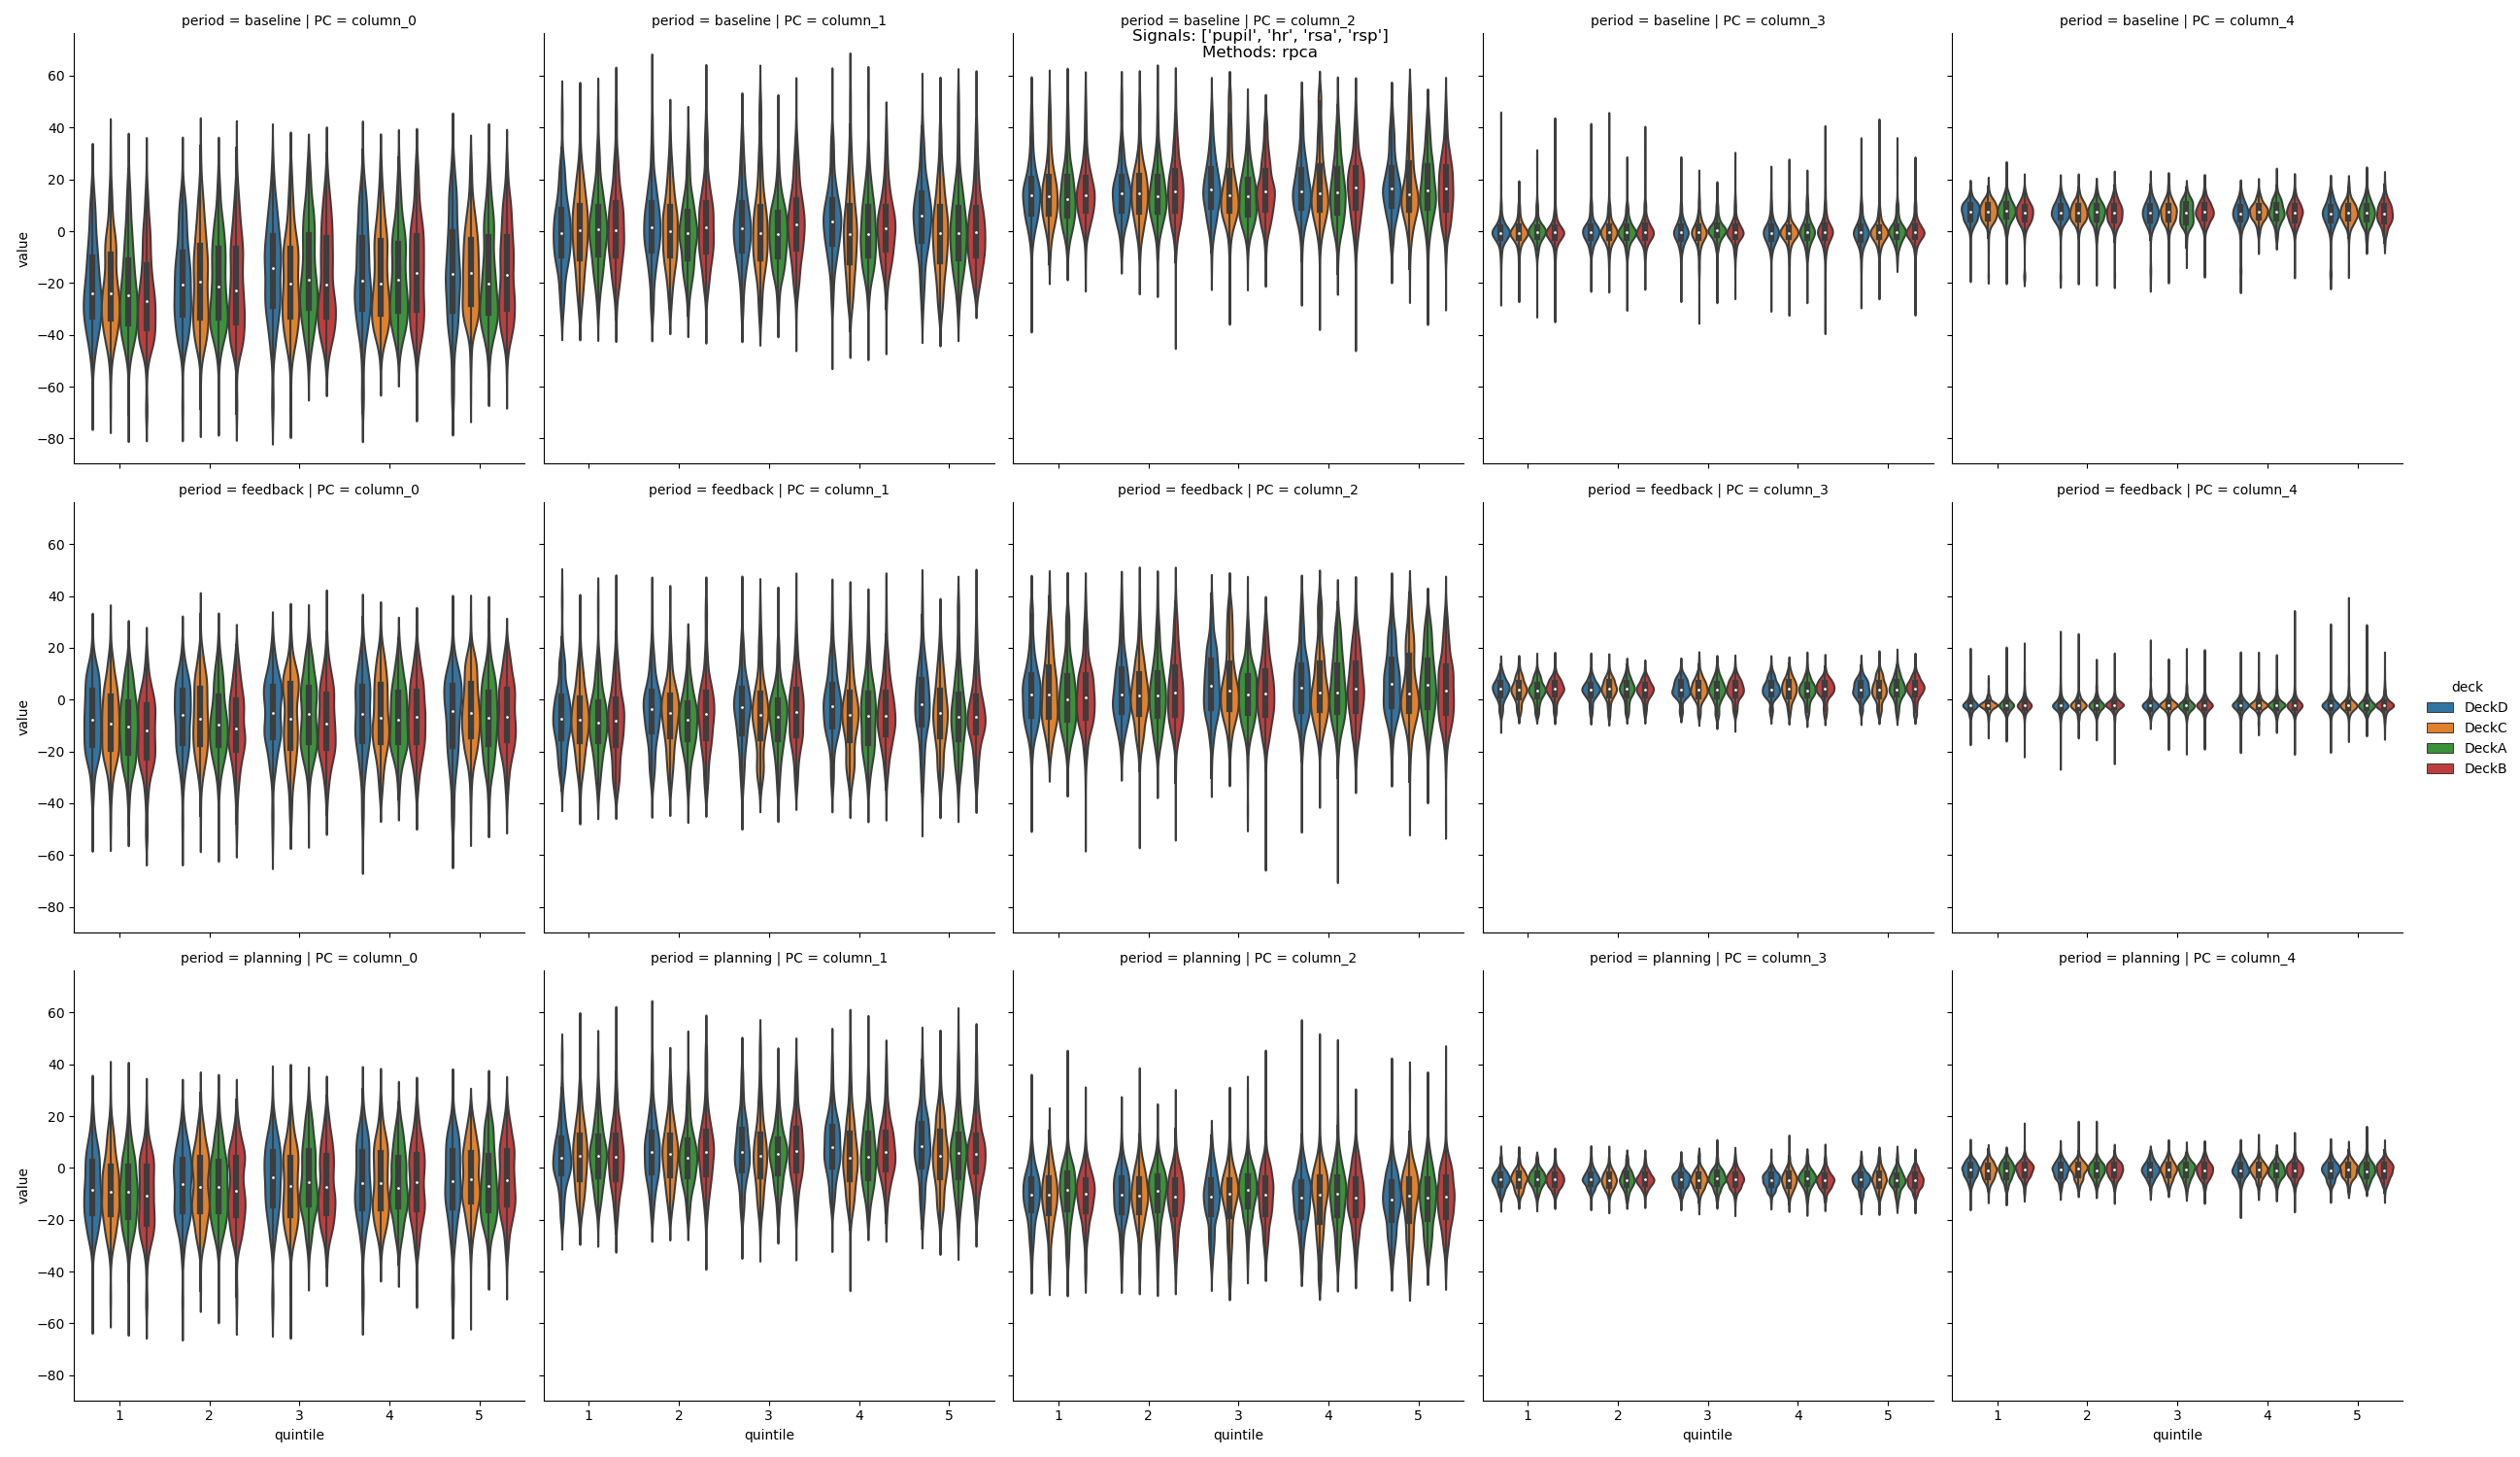 period = baseline | PC = column_0
period = baseline | PC = column_1
period = baseline | PC = column_2
period = baseline | PC = column_3
period = baseline | PC = column_4
Signals: ['pupil', 'hr', 'rsa', 'rsp']
Methods: rpca
value
60
40
20
0
−20
−40
−60
−80
period = feedback | PC = column_0
period = feedback | PC = column_1
period = feedback | PC = column_2
period = feedback | PC = column_3
period = feedback | PC = column_4
value
60
40
20
0
−20
−40
−60
−80
deck
DeckD
DeckC
DeckA
DeckB
period = planning | PC = column_0
period = planning | PC = column_1
period = planning | PC = column_2
period = planning | PC = column_3
period = planning | PC = column_4
value
60
40
20
0
−20
−40
−60
−80
1 2 3 4 5
1 2 3 4 5
1 2 3 4 5
1 2 3 4 5
1 2 3 4 5
quintile
quintile
quintile
quintile
quintile